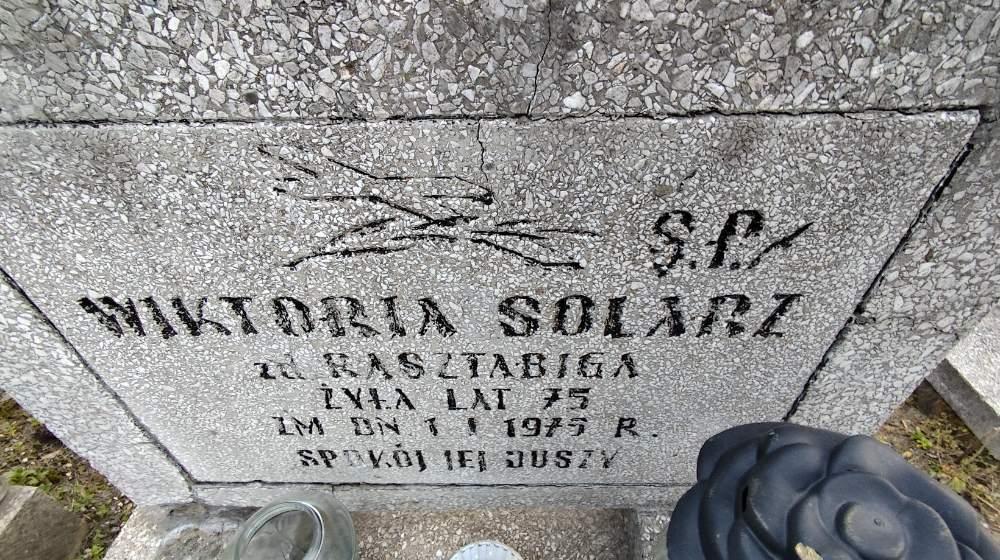 Ś.P.
WIKTORIA SOLARZ
zd RASZTABIGA
ŻYŁA LAT 75
ZM DN 1 I 1975 R.
SPOKÓJ JEJ DUSZY